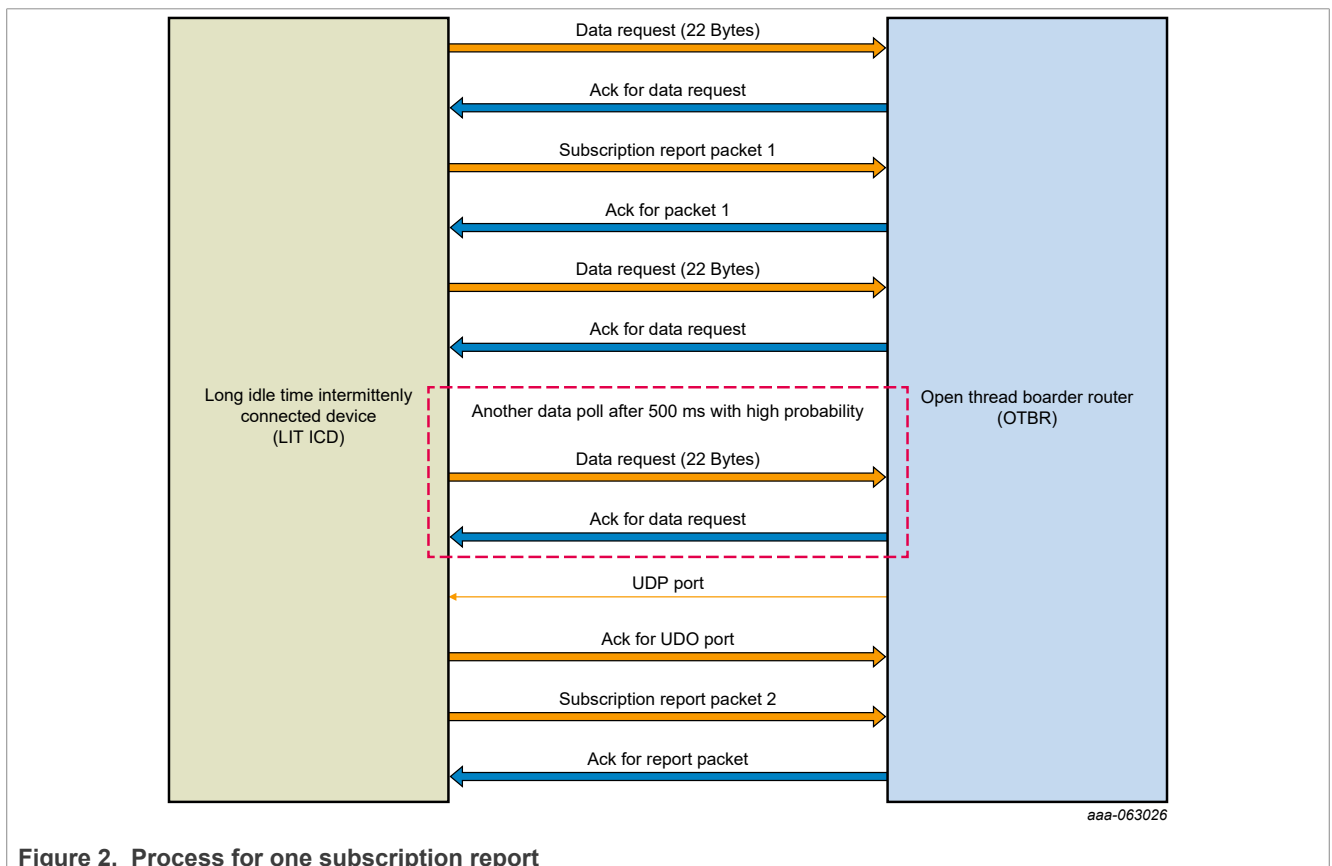 Data request (22 Bytes)
Ack for data request
Subscription report packet 1
Ack for packet 1
Data request (22 Bytes)
Ack for data request
Long idle time intermittenly
connected device
(LIT ICD)
Another data poll after 500 ms with high probability
Open thread boarder router
(OTBR)
Data request (22 Bytes)
Ack for data request
UDP port
Ack for UDO port
Subscription report packet 2
Ack for report packet
aaa-063026
Figure 2. Process for one subscription report